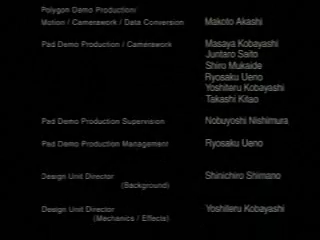 Polygon Demo Production/
Motion / Camerawork / Data Conversion Makoto Akashi
Pad Demo Production / Camerawork Masaya Kobayashi
Juntaro Saito
Shiro Mukaide
Ryosaku Ueno
Yoshiteru Kobayashi
Takashi Kitao
Pad Demo Production Supervision Nobuyoshi Nishimura
Pad Demo Production Management Ryosaku Ueno
Design Unit Director Shinichiro Shimano
(Background)
Design Unit Director Yoshiteru Kobayashi
(Mechanics / Effects)